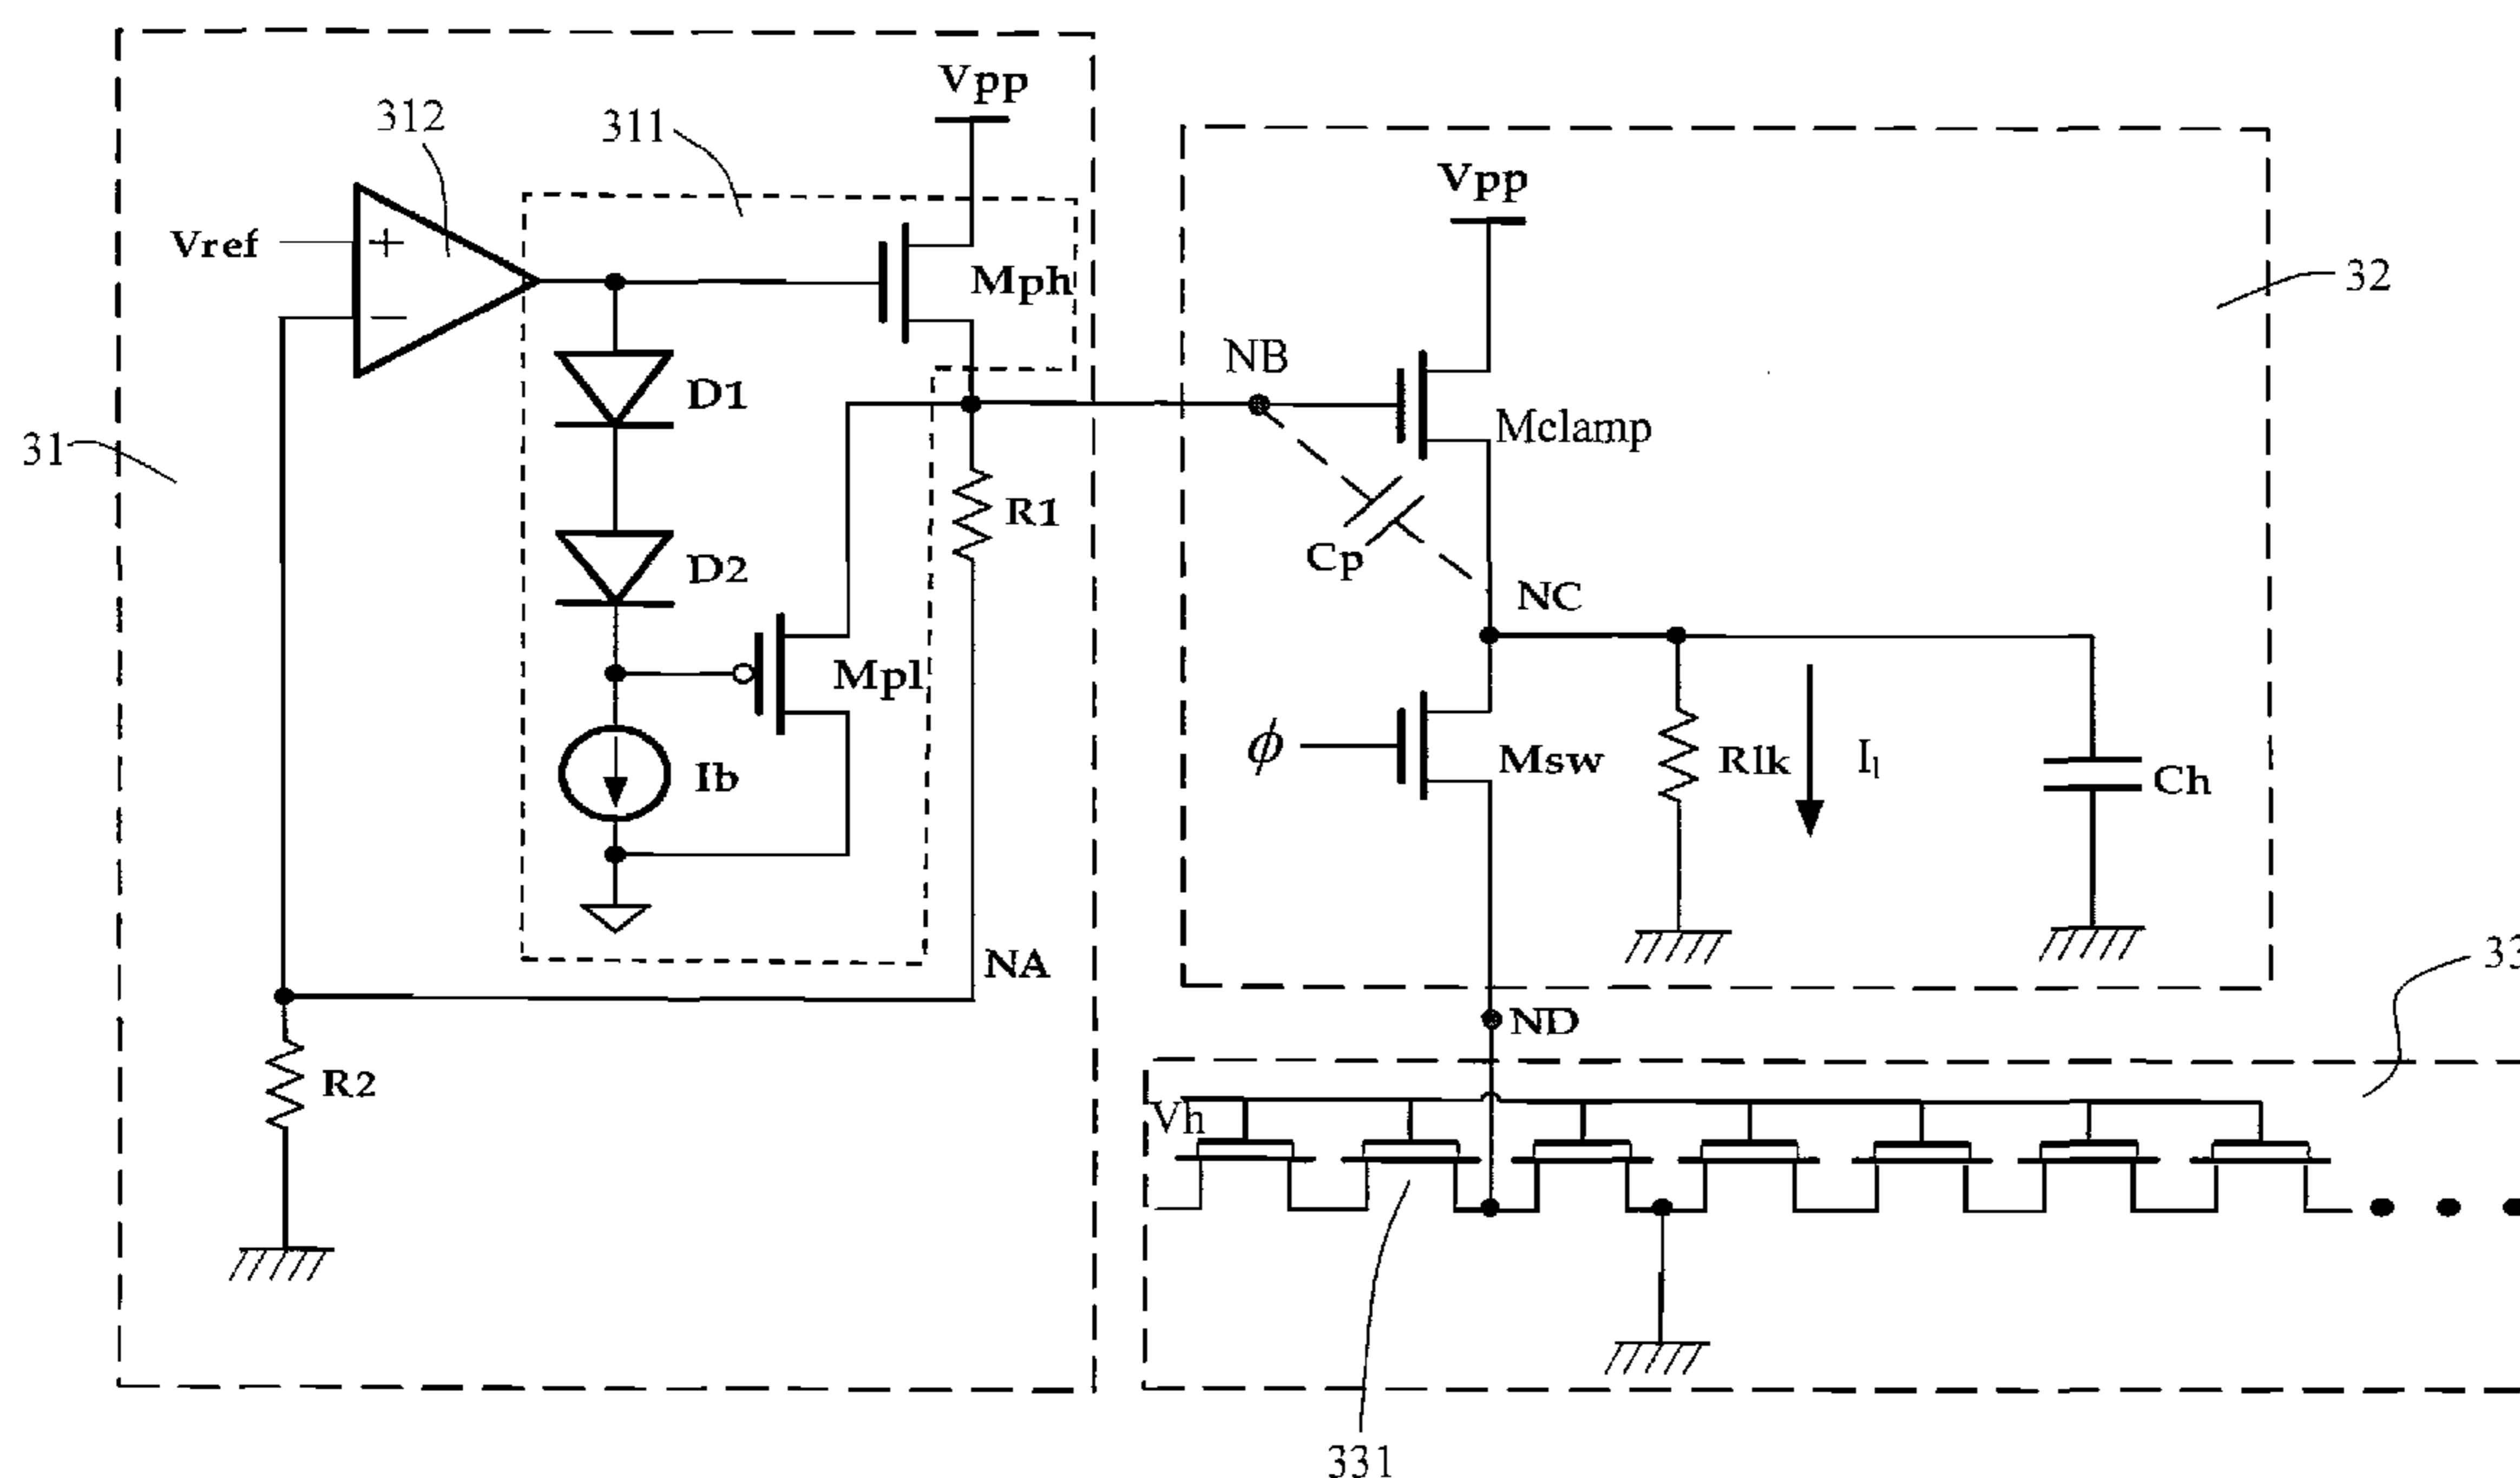 Vpp
312
311
Vpp
Vref
+
−
Mph
32
NB
D1
Mclamp
31
R1
Cp
D2
NC
Mpl
ϕ
Msw
Rlk
Il
Ch
Ib
NA
33
ND
R2
Vh
331